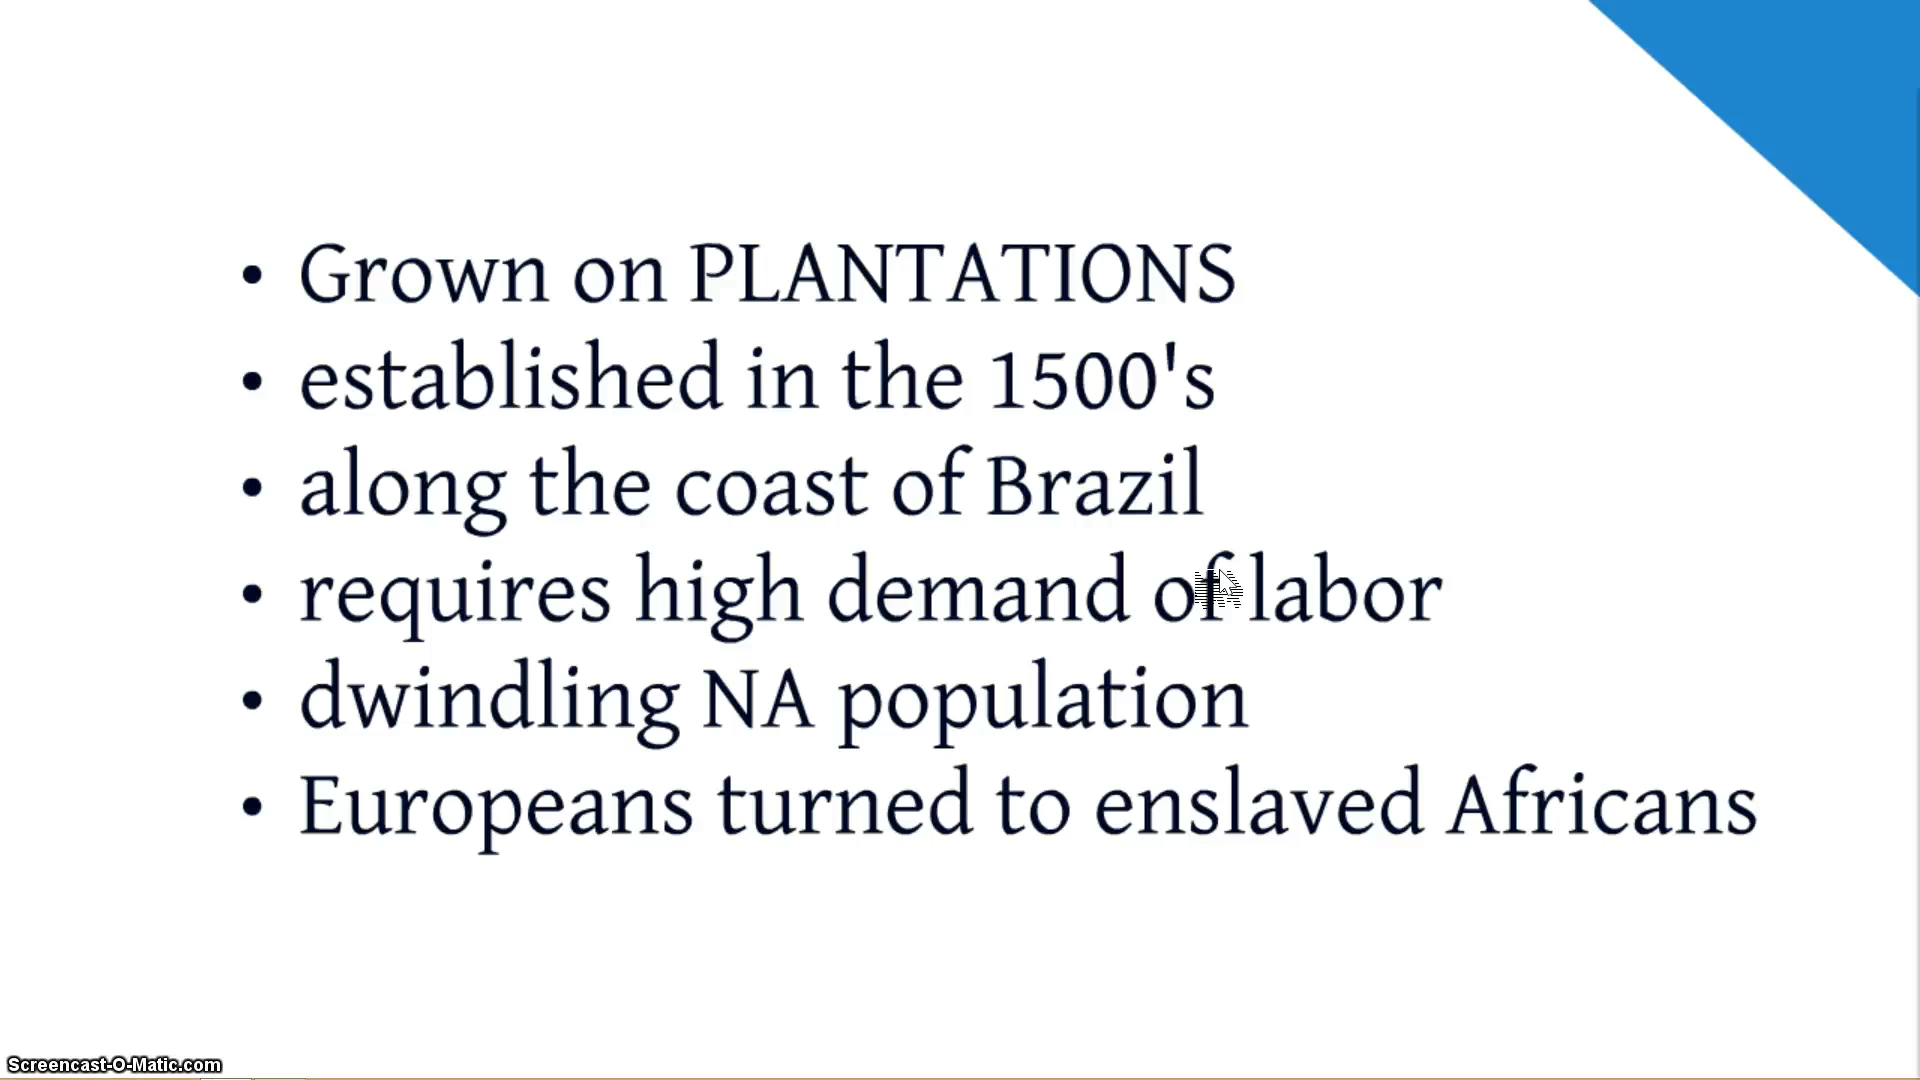 • Grown on PLANTATIONS
• established in the 1500's
• along the coast of Brazil
• requires high demand of labor
• dwindling NA population
• Europeans turned to enslaved Africans
Screencast-O-Matic.com